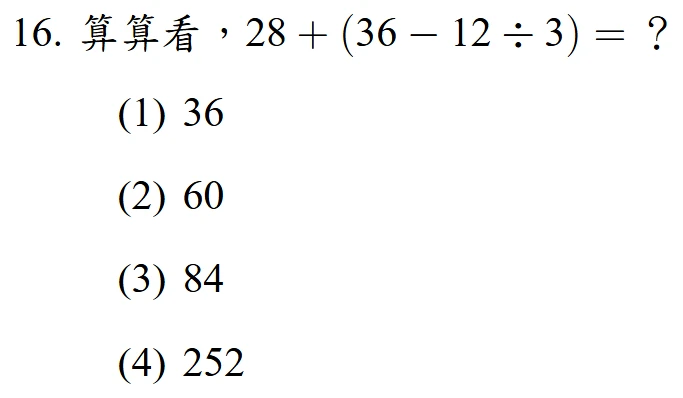 16. 算算看，28 + (36 − 12 ÷ 3) = ？
(1) 36
(2) 60
(3) 84
(4) 252